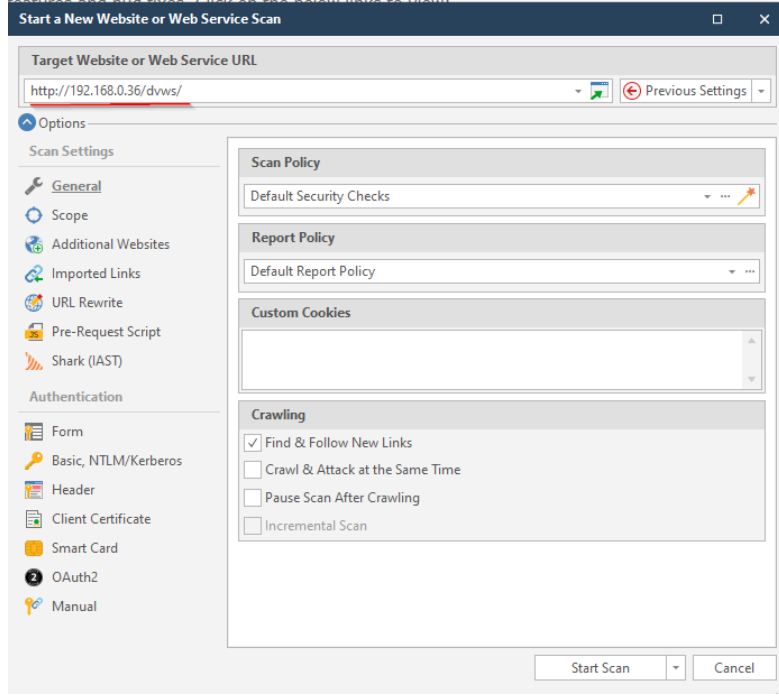 Start a New Website or Web Service Scan
Target Website or Web Service URL
http://192.168.0.36/dvws/
Previous Settings
Options
Scan Settings
General
Scope
Additional Websites
Imported Links
URL Rewrite
JS
Pre-Request Script
Shark (IAST)
Authentication
Form
Basic, NTLM/Kerberos
Header
Client Certificate
Smart Card
2
OAuth2
Manual
Scan Policy
Default Security Checks
...
Report Policy
Default Report Policy
...
Custom Cookies
Crawling
Find & Follow New Links
Crawl & Attack at the Same Time
Pause Scan After Crawling
Incremental Scan
Start Scan
Cancel